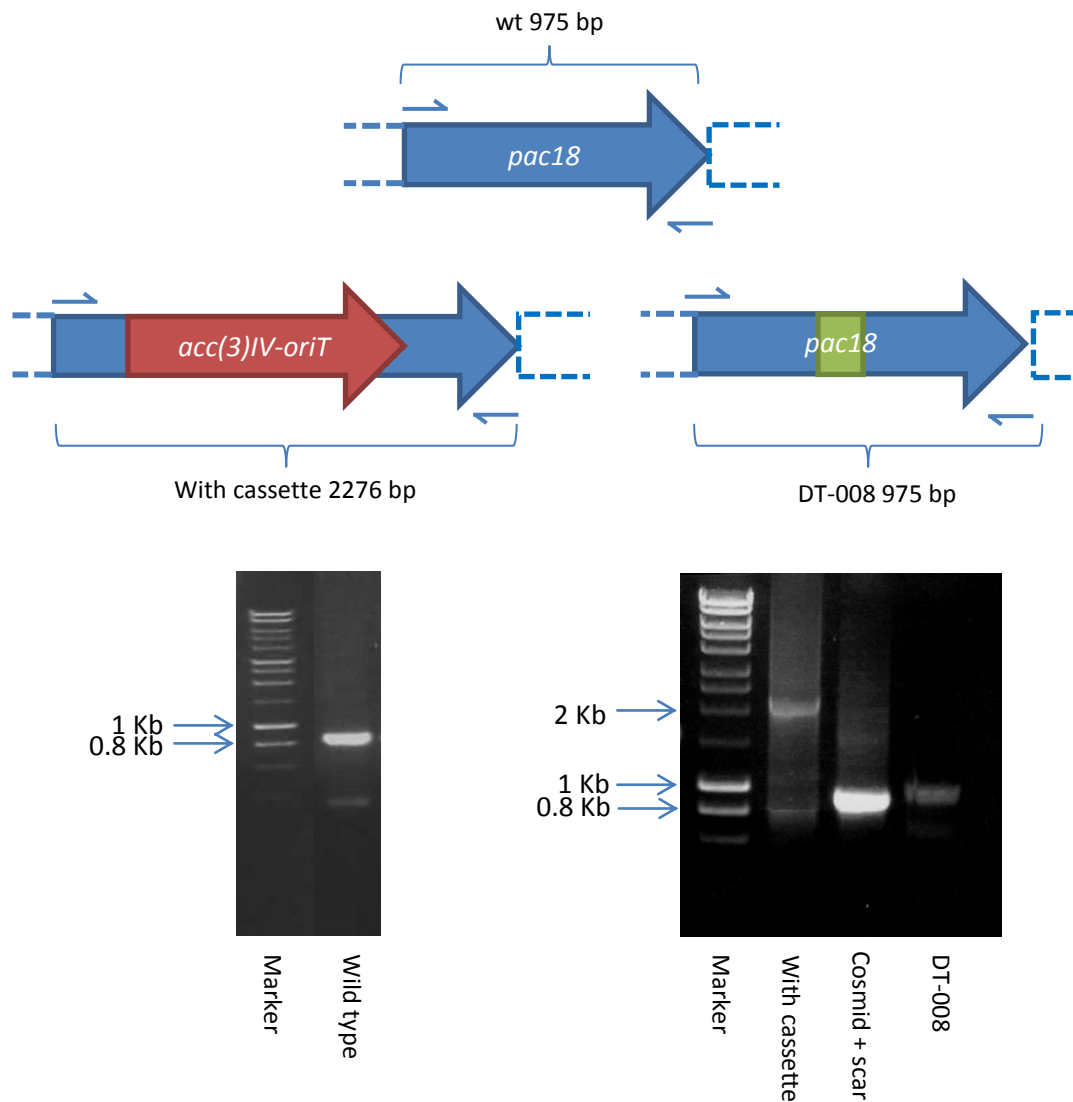 wt 975 bp
pac18
acc(3)IV-oriT
pac18
With cassette 2276 bp
DT-008 975 bp
1 Kb
0.8 Kb
2 Kb
1 Kb
0.8 Kb
Marker
Wild type
Marker
With cassette
Cosmid + scar
DT-008